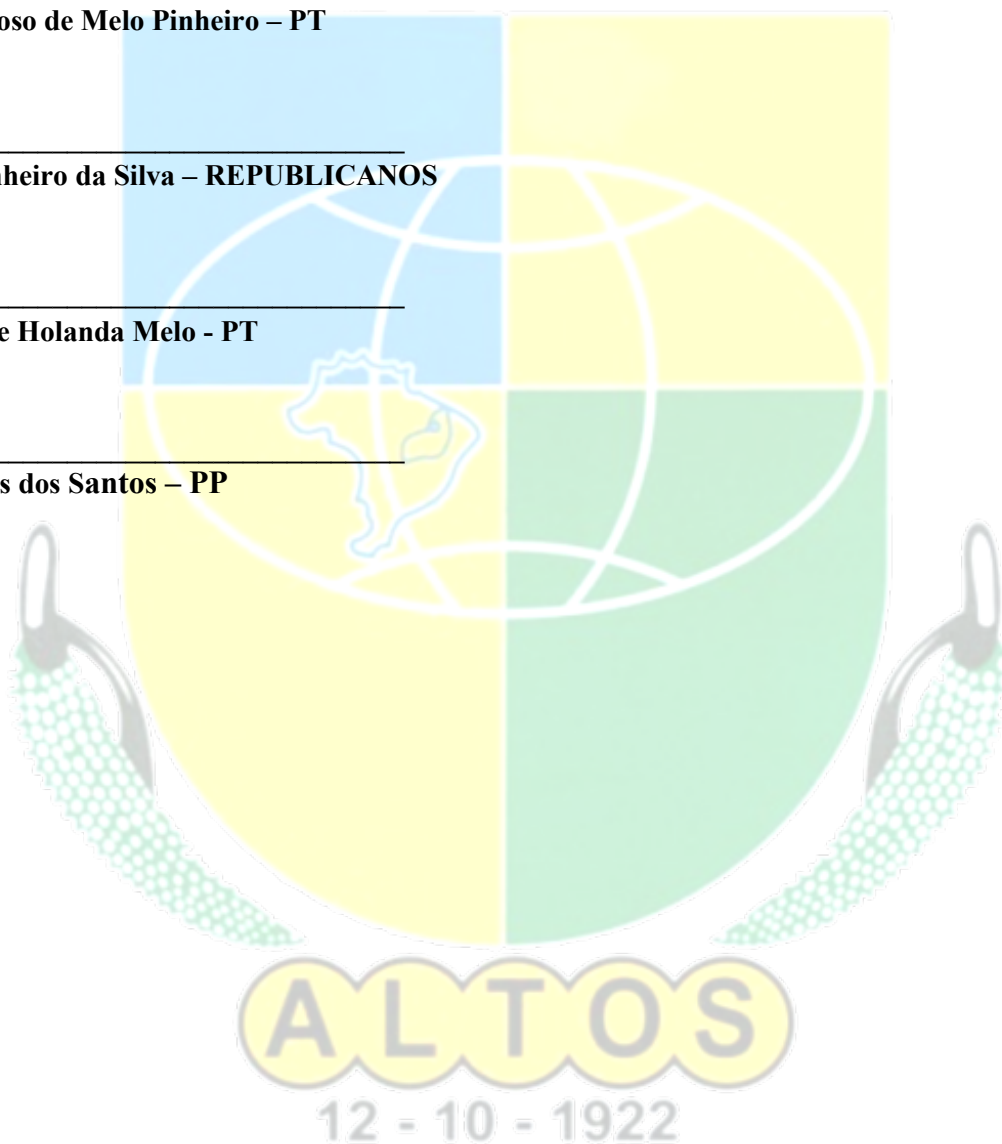 oso de Melo Pinheiro – PT
nheiro da Silva – REPUBLICANOS
e Holanda Melo - PT
s dos Santos – PP
ALTOS
12 - 10 - 1922